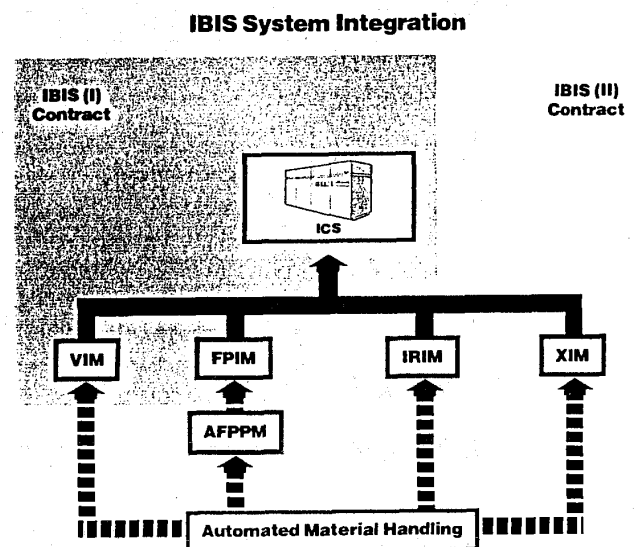 IBIS System Integration
IBIS (I)
Contract
IBIS (II)
Contract
ICS
VIM
FPIM
IRIM
XIM
AFPPM
Automated Material Handling